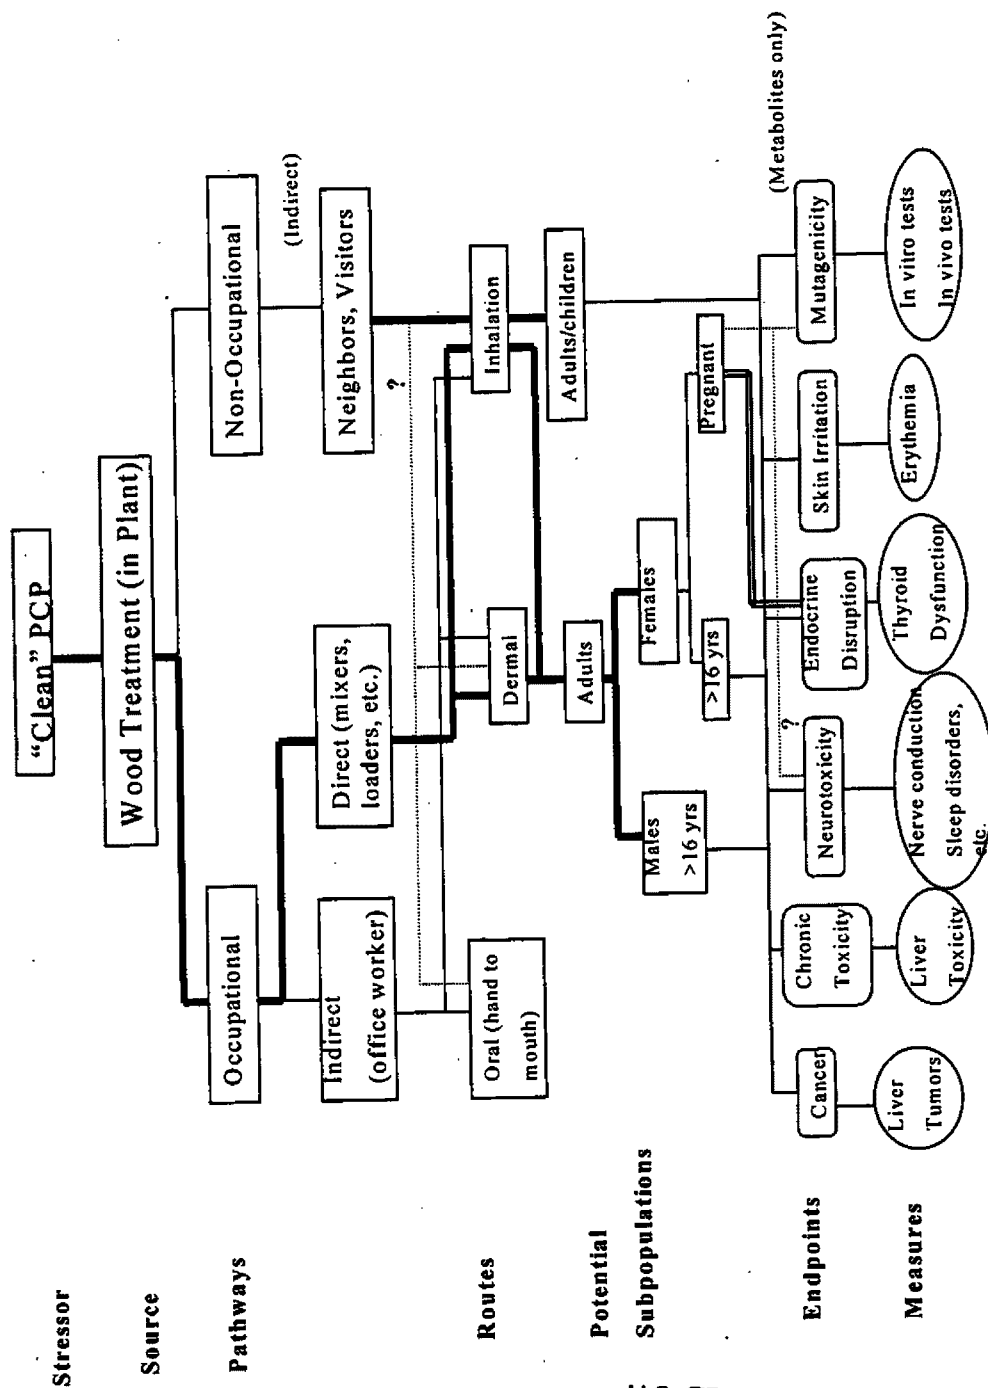 Stressor
"Clean" PCP
Source
Wood Treatment (in Plant)
Pathways
Occupational
Non-Occupational
(Indirect)
Indirect
(office worker)
Direct (mixers,
loaders, etc.)
Neighbors, Visitors
?
Routes
Oral (hand to
mouth)
Dermal
Inhalation
Potential
Subpopulations
Adults
Adults/children
Males
>16 yrs
Females
>16 yrs
Pregnant
(Metabolites only)
?
Endpoints
Cancer
Chronic
Toxicity
Neurotoxicity
Endocrine
Disruption
Skin Irritation
Mutagenicity
Measures
Liver
Tumors
Liver
Toxicity
Nerve conduction
Sleep disorders,
etc.
Thyroid
Dysfunction
Erythemia
In viitro tests
In vivo tests